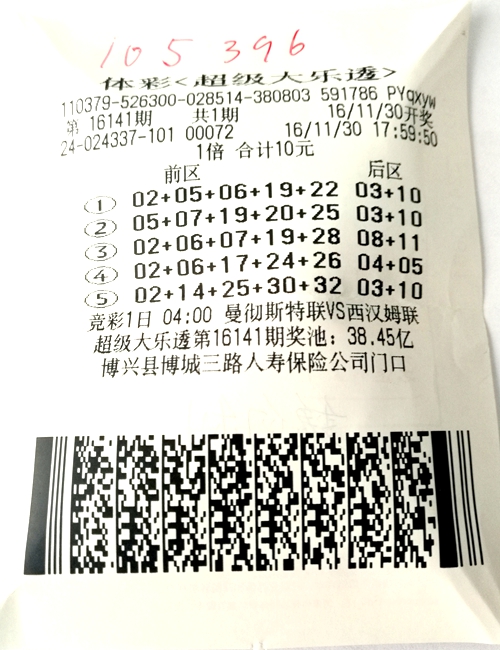 105 396
体彩<超级大乐透>
110379-526300-028514-380803 591786 PYqxyw
第 16141期 共1期 16/11/30开奖
24-024337-101 00072 16/11/30 17:59:50
1倍 合计10元
前区 后区
① 02+05+06+19+22 03+10
② 05+07+19+20+25 03+10
③ 02+06+07+19+28 08+11
④ 02+06+17+24+26 04+05
⑤ 02+14+25+30+32 03+10
竞彩1日 04:00 曼彻斯特联VS西汉姆联
超级大乐透第16141期奖池: 38.45亿
博兴县博城三路人寿保险公司门口